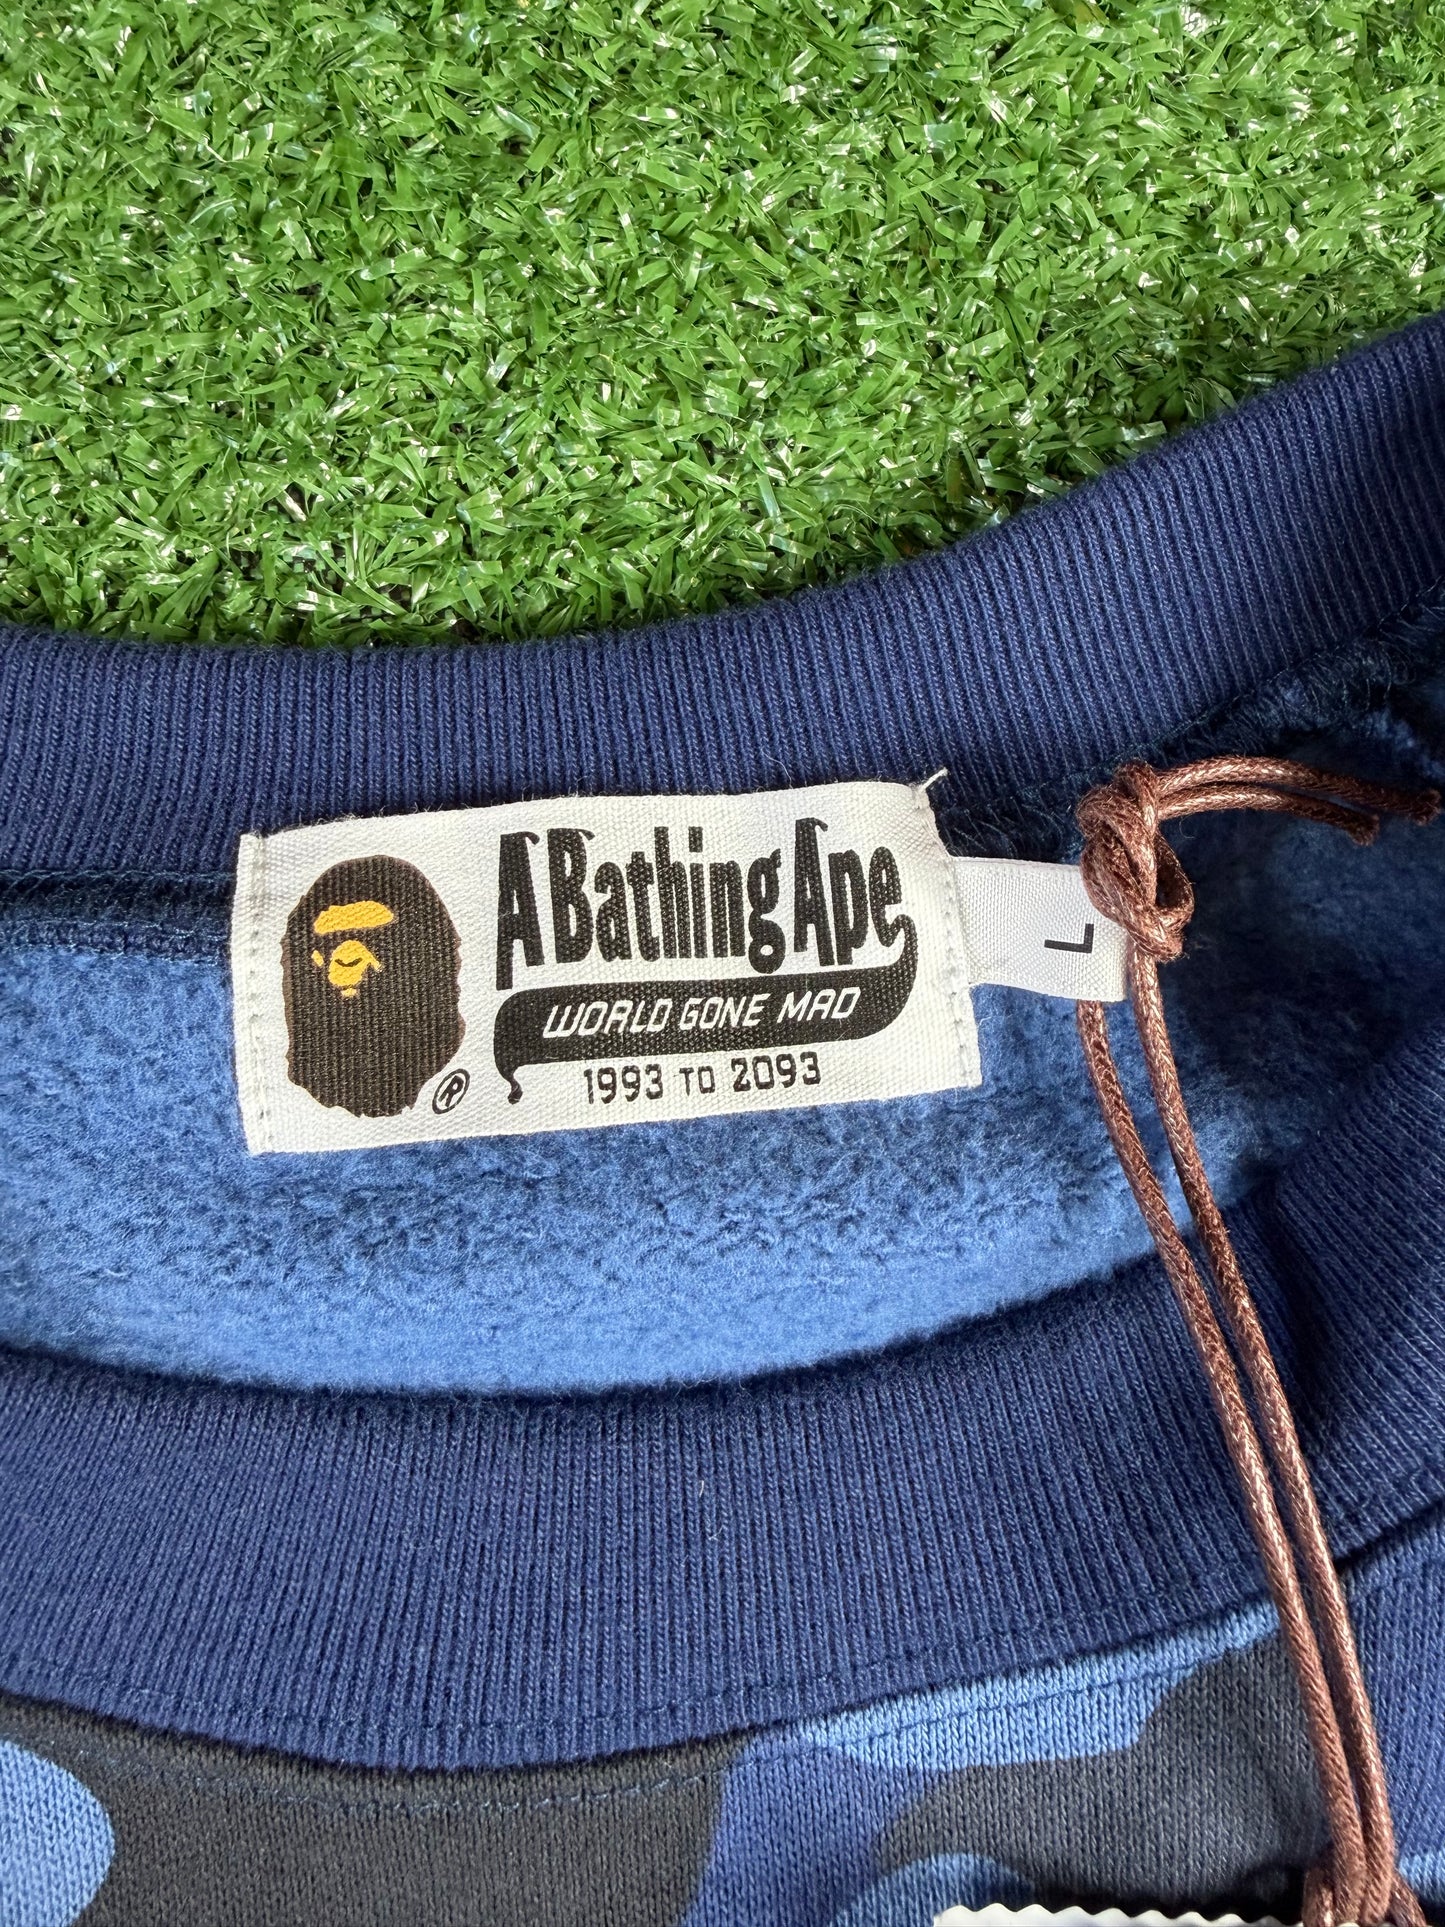 A Bathing Ape
WORLD GONE MAD
1993 TO 2093
®
L